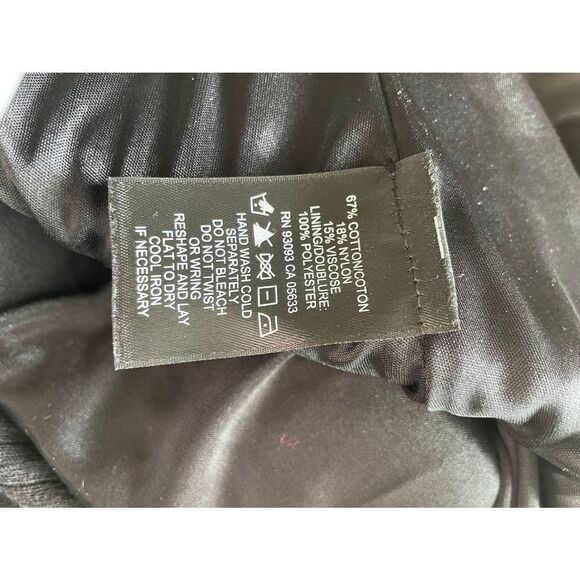 67% COTTON\COTON
18% NYLON
15% VISCOSE
LINING/DOUBLURE:
100% POLYESTER
RN 93093 CA 05633
HAND WASH COLD
SEPARATELY
DO NOT BLEACH
DO NOT TWIST
OR WRING
RESHAPE AND LAY
FLAT TO DRY
COOL IRON
IF NECESSARY